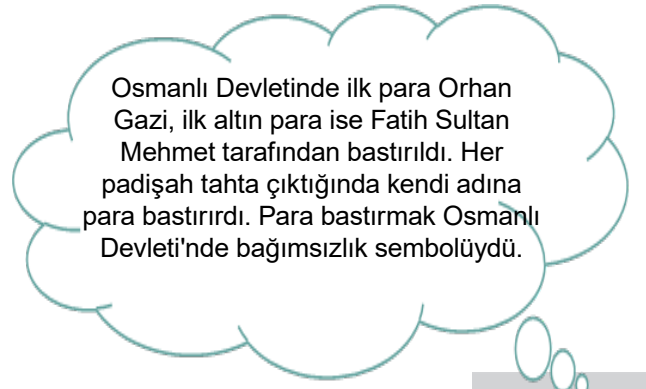 Osmanlı Devletinde ilk para Orhan
Gazi, ilk altın para ise Fatih Sultan
Mehmet tarafından bastırıldı. Her
padişah tahta çıktığında kendi adına
para bastırırdı. Para bastırmak Osmanlı
Devleti'nde bağımsızlık sembolüydü.